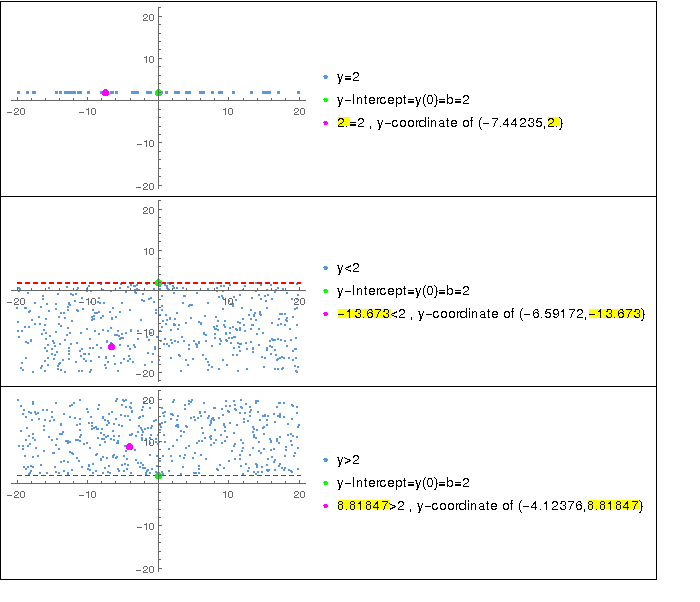 20
10
−20 −10 10 20
−10
−20
y=2
y−Intercept=y(0)=b=2
2.=2 , y−coordinate of (−7.44235,2.}
20
10
−20 −10 10 20
−10
−20
y<2
y−Intercept=y(0)=b=2
−13.673<2 , y−coordinate of (−6.59172,−13.673}
20
10
−20 −10 10 20
−10
−20
y>2
y−Intercept=y(0)=b=2
8.81847>2 , y−coordinate of (−4.12376,8.81847}